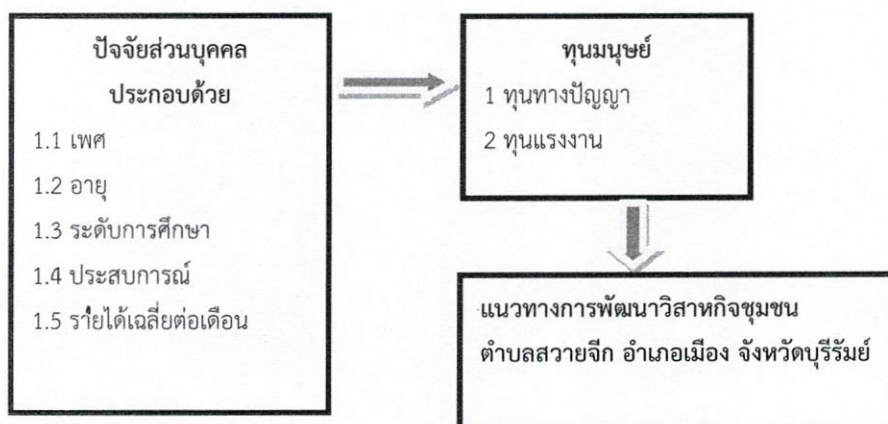 ปัจจัยส่วนบุคคล
ประกอบด้วย
1.1 เพศ
1.2 อายุ
1.3 ระดับการศึกษา
1.4 ประสบการณ์
1.5 รายได้เฉลี่ยต่อเดือน
ทุนมนุษย์
1 ทุนทางปัญญา
2 ทุนแรงงาน
แนวทางการพัฒนาวิสาหกิจชุมชน
ตำบลสวายจีก อำเภอเมือง จังหวัดบุรีรัมย์